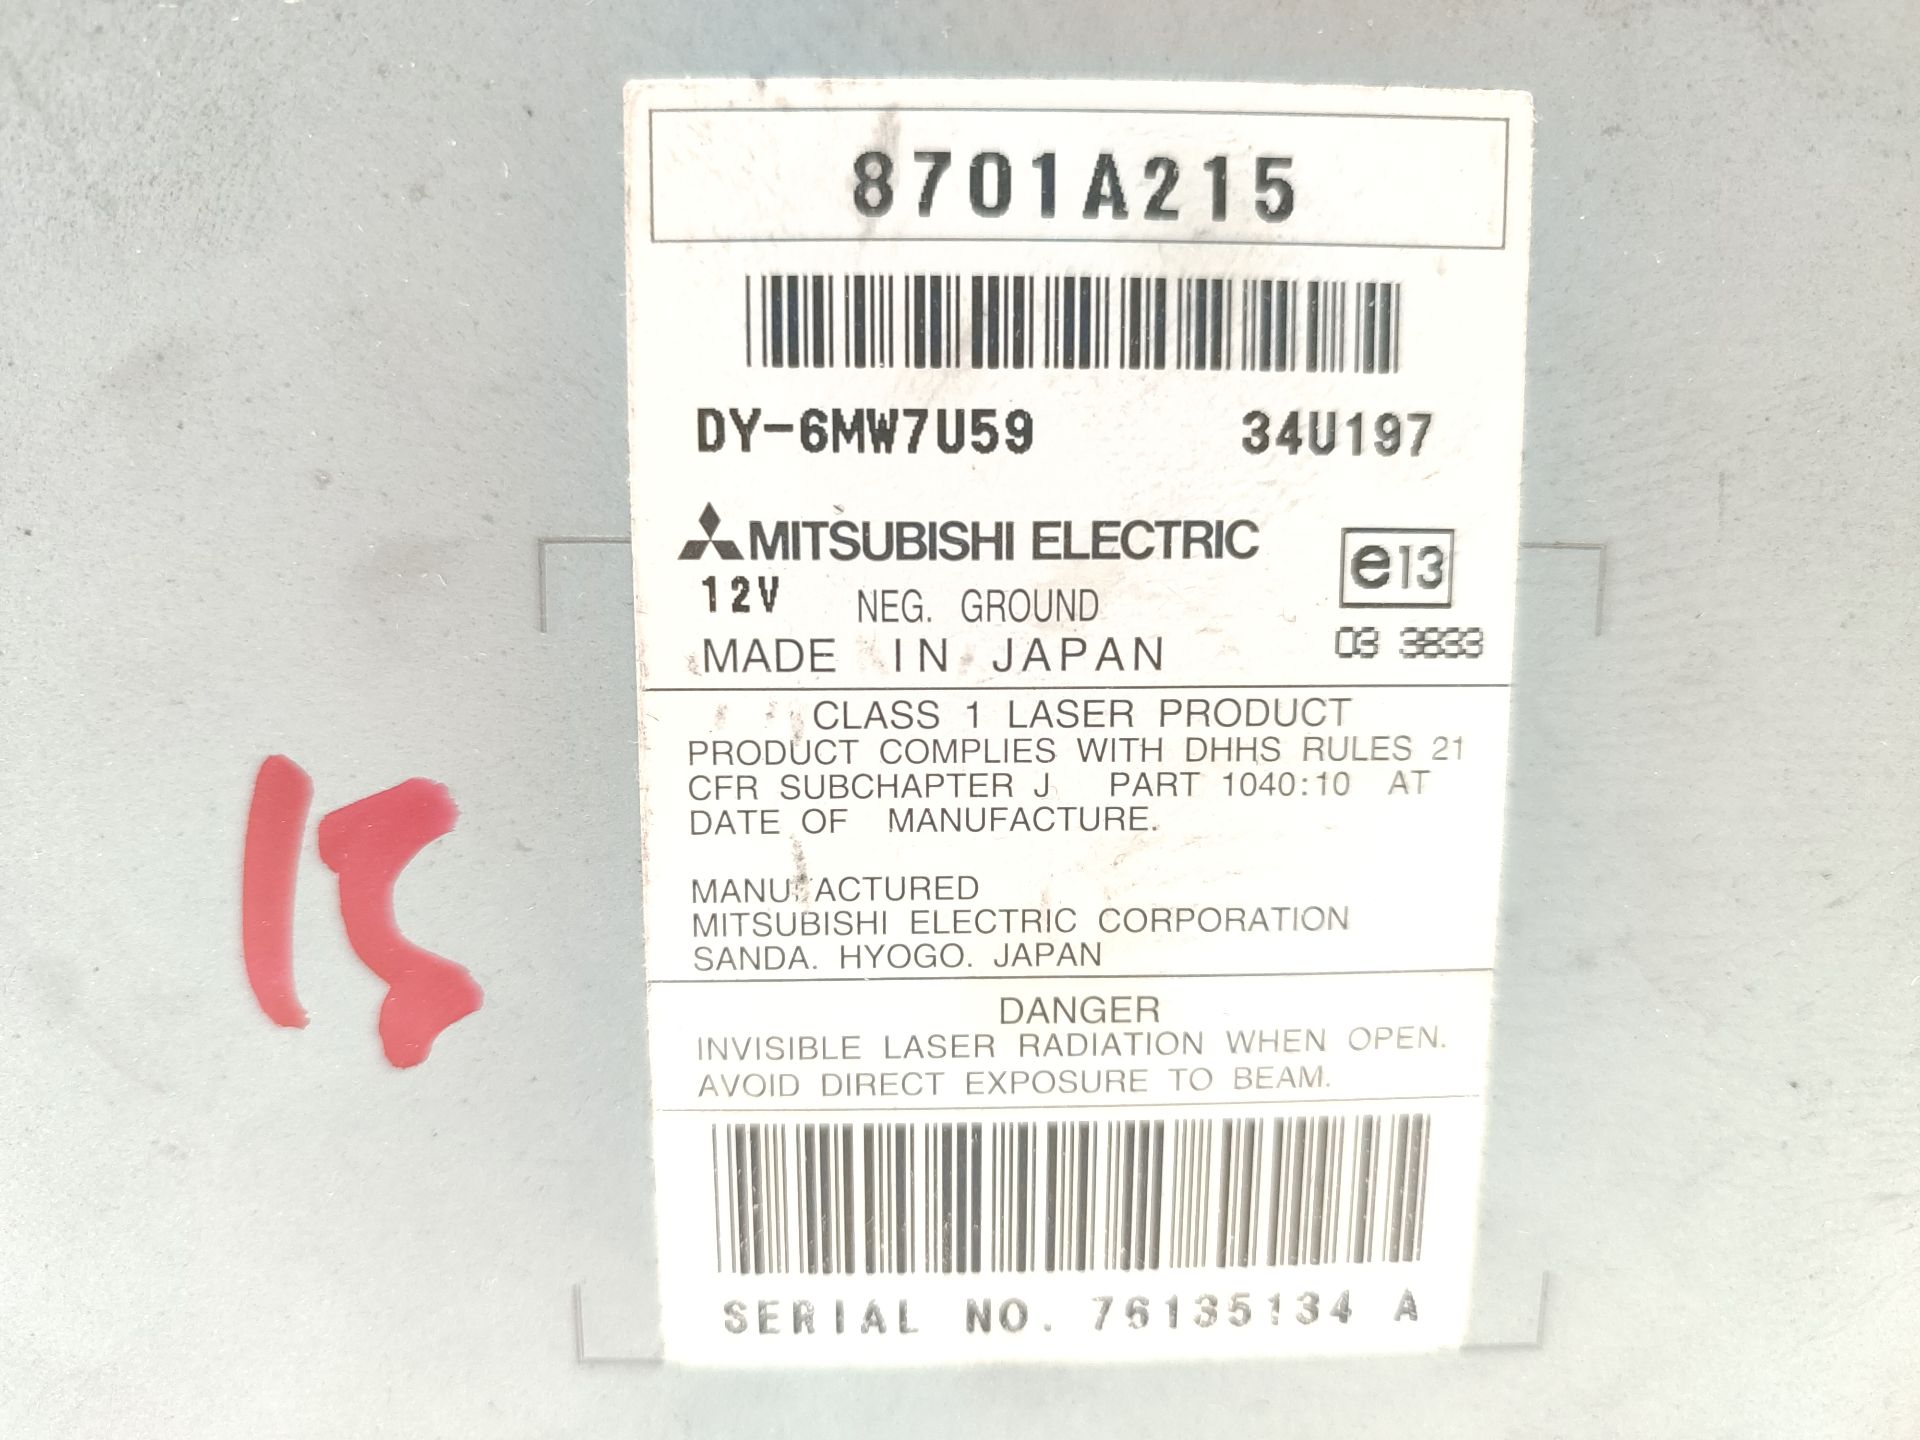 8701A215
DY-6MW7U59 34U197
MITSUBISHI ELECTRIC
e13
12V NEG. GROUND
03 3833
MADE IN JAPAN
CLASS 1 LASER PRODUCT
PRODUCT COMPLIES WITH DHHS RULES 21
CFR SUBCHAPTER J PART 1040:10 AT
DATE OF MANUFACTURE.
MANUFACTURED
MITSUBISHI ELECTRIC CORPORATION
SANDA. HYOGO. JAPAN
DANGER
INVISIBLE LASER RADIATION WHEN OPEN.
AVOID DIRECT EXPOSURE TO BEAM.
SERIAL NO. 76135134 A
15